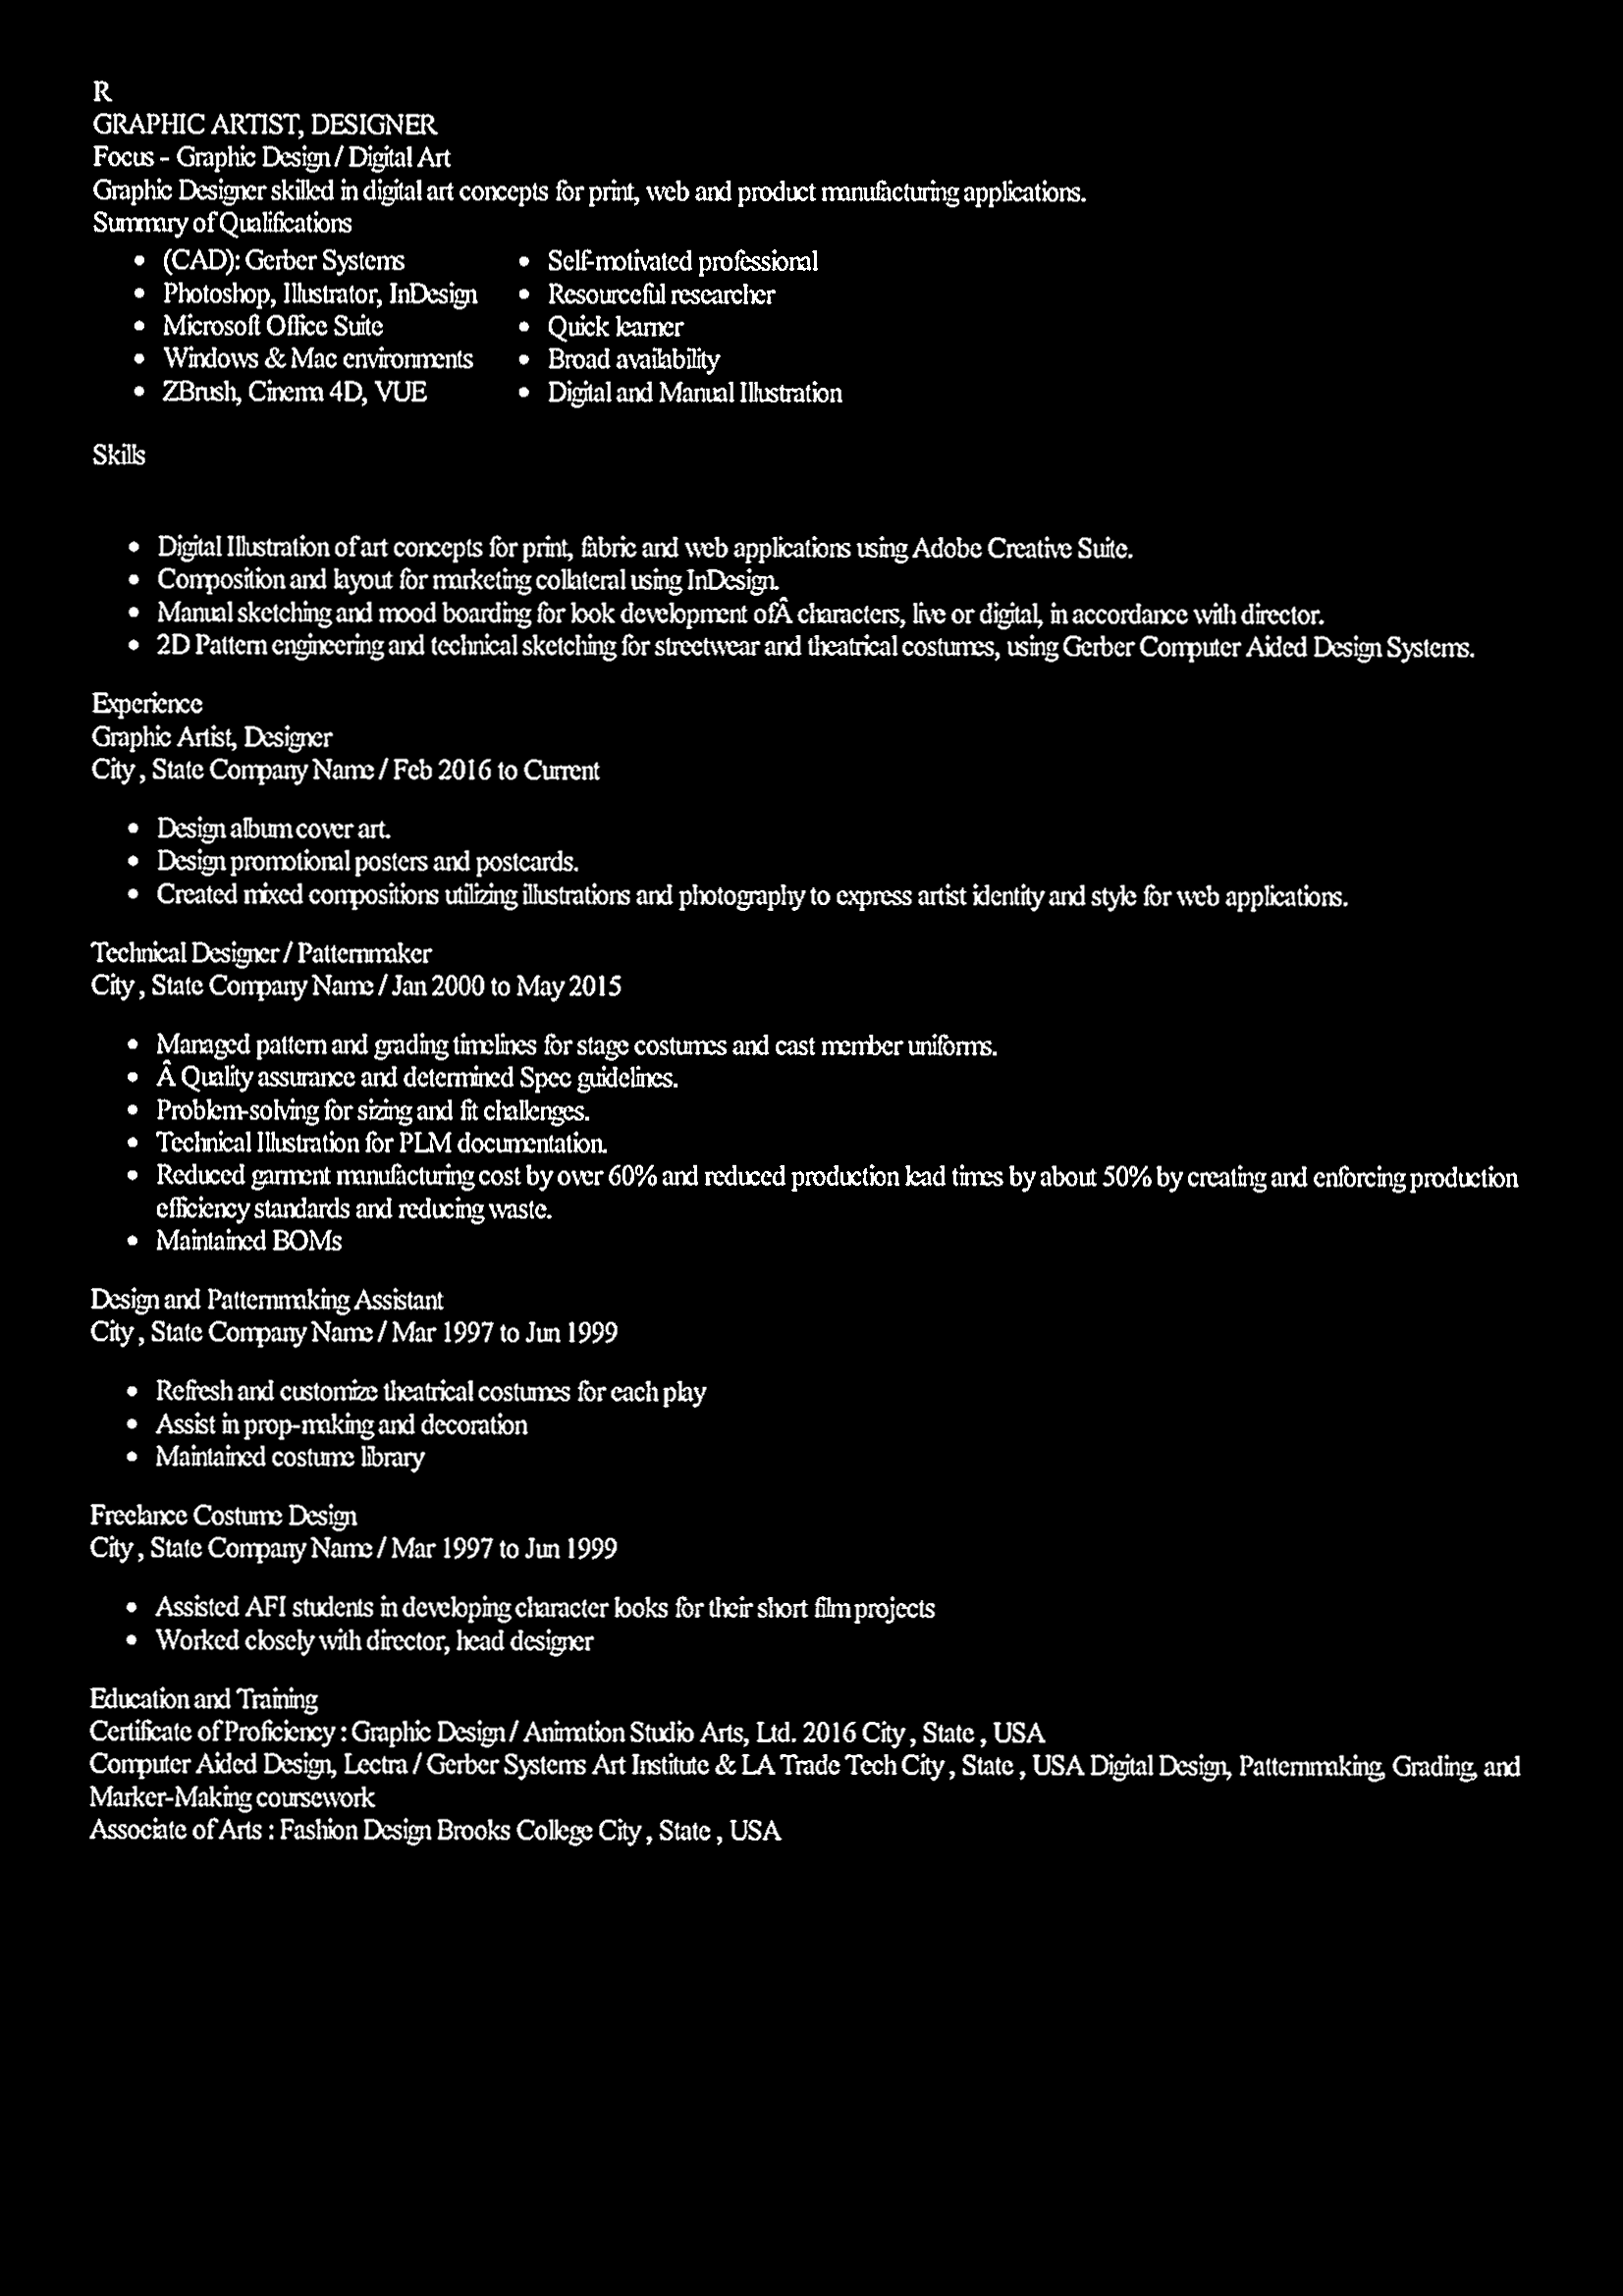 R
GRAPHIC ARTIST, DESIGNER
Focus - Graphic Design / Digital Art
Graphic Designer skilled in digital art concepts for print, web and product manufacturing applications.
Summary of Qualifications
• (CAD): Gerber Systems
• Photoshop, Illustrator, InDesign
• Microsoft Office Suite
• Windows & Mac environments
• ZBrush, Cinema 4D, VUE
• Self-motivated professional
• Resourceful researcher
• Quick learner
• Broad availability
• Digital and Manual Illustration
Skills
• Digital Illustration of art concepts for print, fabric and web applications using Adobe Creative Suite.
• Composition and layout for marketing collateral using InDesign.
• Manual sketching and mood boarding for look development ofÂ characters, live or digital, in accordance with director.
• 2D Pattern engineering and technical sketching for streetwear and theatrical costumes, using Gerber Computer Aided Design Systems.
Experience
Graphic Artist, Designer
City , State Company Name / Feb 2016 to Current
• Design album cover art.
• Design promotional posters and postcards.
• Created mixed compositions utilizing illustrations and photography to express artist identity and style for web applications.
Technical Designer / Patternmaker
City , State Company Name / Jan 2000 to May 2015
• Managed pattern and grading timelines for stage costumes and cast member uniforms.
• Â Quality assurance and determined Spec guidelines.
• Problem-solving for sizing and fit challenges.
• Technical Illustration for PLM documentation.
• Reduced garment manufacturing cost by over 60% and reduced production lead times by about 50% by creating and enforcing production
efficiency standards and reducing waste.
• Maintained BOMs
Design and Patternmaking Assistant
City , State Company Name / Mar 1997 to Jun 1999
• Refresh and customize theatrical costumes for each play
• Assist in prop-making and decoration
• Maintained costume library
Freelance Costume Design
City , State Company Name / Mar 1997 to Jun 1999
• Assisted AFI students in developing character looks for their short film projects
• Worked closely with director, head designer
Education and Training
Certificate of Proficiency : Graphic Design / Animation Studio Arts, Ltd. 2016 City , State , USA
Computer Aided Design, Lectra / Gerber Systems Art Institute & LA Trade Tech City , State , USA Digital Design, Patternmaking, Grading, and
Marker-Making coursework
Associate of Arts : Fashion Design Brooks College City , State , USA